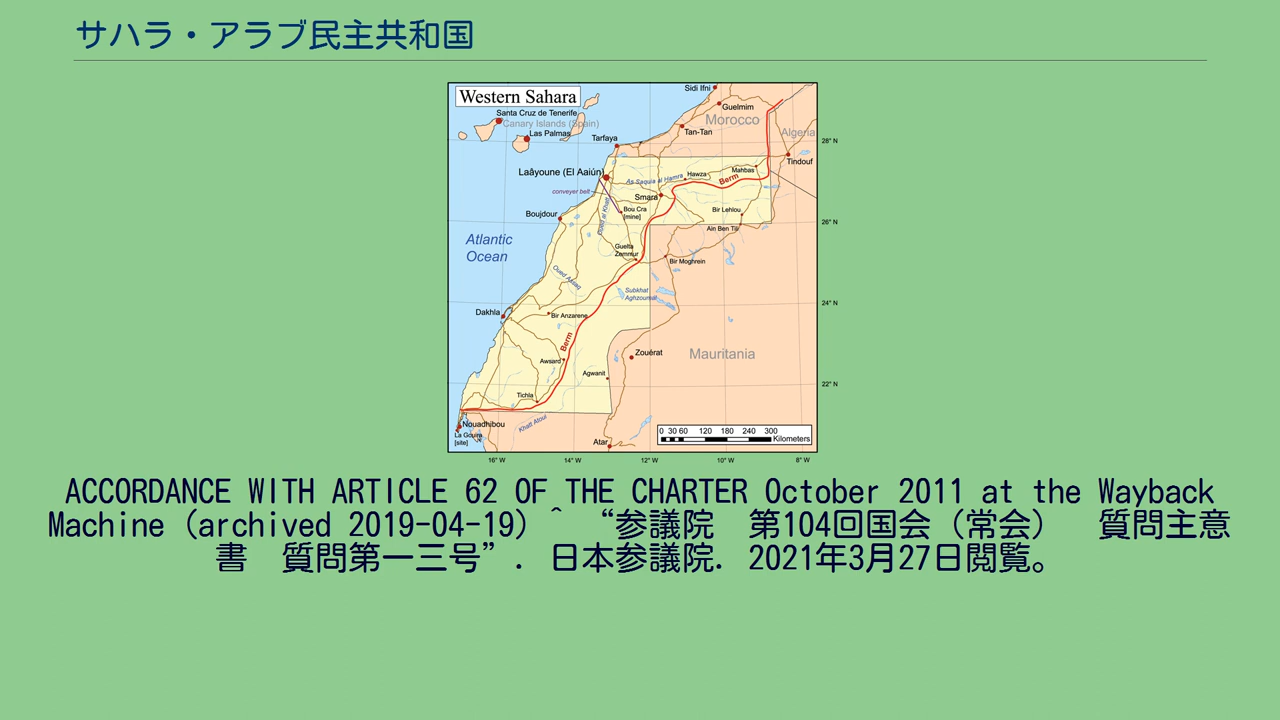 サハラ・アラブ民主共和国
Western Sahara
Sidi Ifni
Guelmim
Santa Cruz de Tenerife
Canary Islands (Spain)
Morocco
Las Palmas
Tan-Tan
Tarfaya
Algeria
28° N
Tindouf
Laâyoune (El Aaiún)
Mahbas
Hawza
As Saquia al Hamra
Berm
conveyer belt
Smara
Bou Cra
[mine]
Bir Lehlou
Boujdour
26° N
Ain Ben Tili
Atlantic
Ocean
Guelta
Zemmur
Bir Moghrein
Subkhat
Aghzoumal
24° N
Dakhla
Bir Anzarene
Berm
Zouérat
Mauritania
Awsard
Agwanit
22° N
Tichla
Nouadhibou
Khatt Atoui
La Gouira
[site]
Atar
0 30 60 120 180 240 300
Kilometers
16° W 14° W 12° W 10° W 8° W
ACCORDANCE WITH ARTICLE 62 OF THE CHARTER October 2011 at the Wayback
Machine (archived 2019-04-19) ^ “参議院　第104回国会（常会）　質問主意
書　質問第一三号”. 日本参議院. 2021年3月27日閲覧。